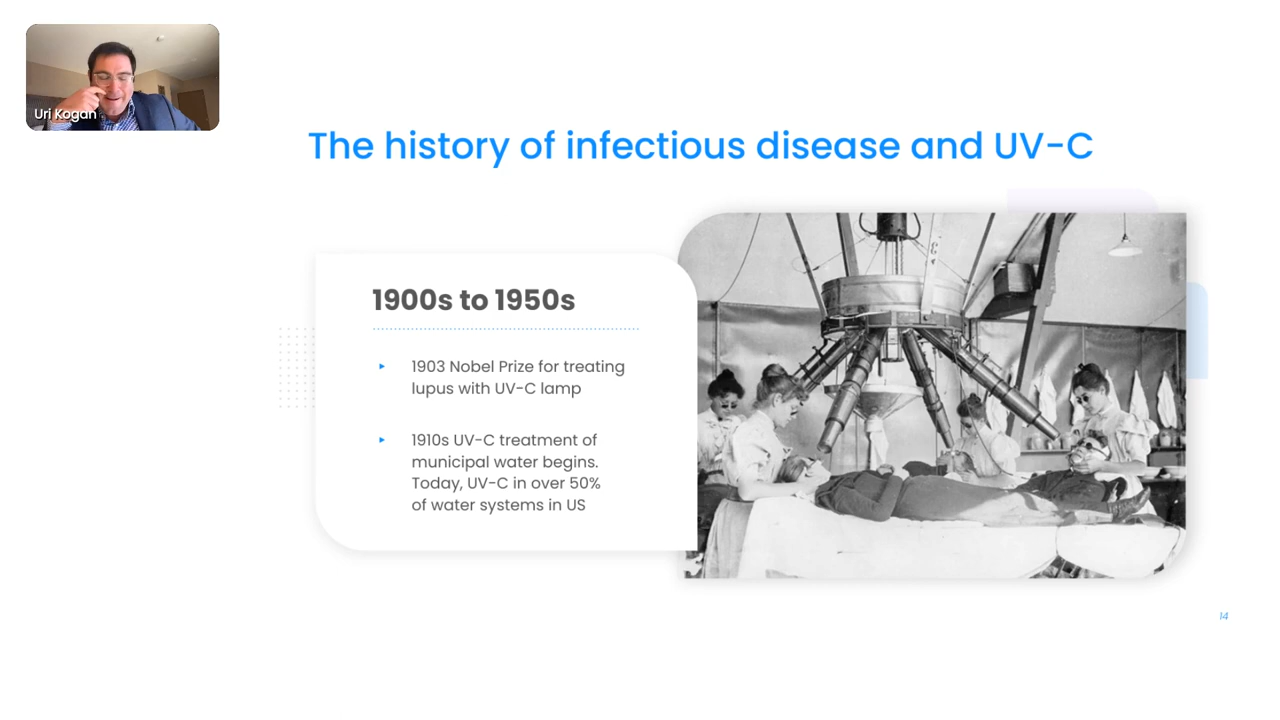 Uri Kogan
The history of infectious disease and UV-C
1900s to 1950s
1903 Nobel Prize for treating
lupus with UV-C lamp
1910s UV-C treatment of
municipal water begins.
Today, UV-C in over 50%
of water systems in US
14